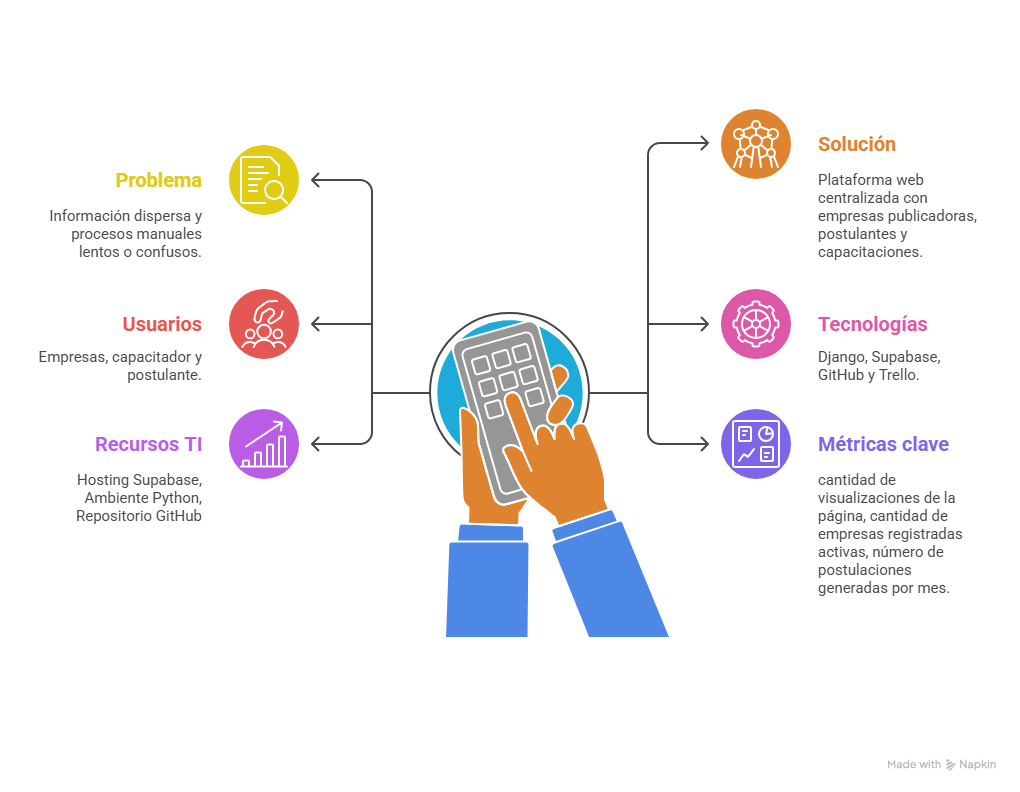 Problema
Información dispersa y
procesos manuales
lentos o confusos.
Usuarios
Empresas, capacitador y
postulante.
Recursos TI
Hosting Supabase,
Ambiente Python,
Repositorio GitHub
Solución
Plataforma web
centralizada con
empresas publicadoras,
postulantes y
capacitaciones.
Tecnologías
Django, Supabase,
GitHub y Trello.
Métricas clave
cantidad de
visualizaciones de la
página, cantidad de
empresas registradas
activas, número de
postulaciones
generadas por mes.
Made with Napkin